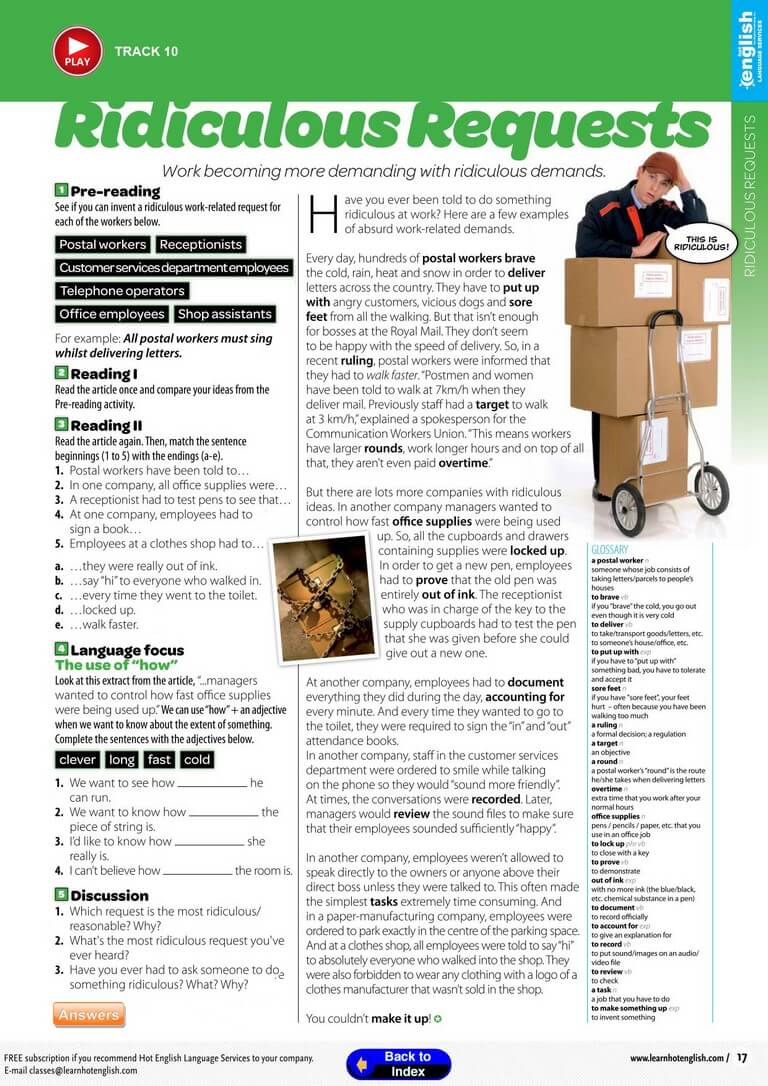 PLAY
TRACK 10
english
LANGUAGE SERVICES
RIDICULOUS REQUESTS
Ridiculous Requests
Work becoming more demanding with ridiculous demands.
1 Pre-reading
See if you can invent a ridiculous work-related request for
each of the workers below.
Postal workers Receptionists
Customer services department employees
Telephone operators
Office employees Shop assistants
For example: All postal workers must sing
whilst delivering letters.
2 Reading I
Read the article once and compare your ideas from the
Pre-reading activity.
3 Reading II
Read the article again. Then, match the sentence
beginnings (1 to 5) with the endings (a-e).
1. Postal workers have been told to…
2. In one company, all office supplies were…
3. A receptionist had to test pens to see that…
4. At one company, employees had to
sign a book…
5. Employees at a clothes shop had to…
a. …they were really out of ink.
b. …say "hi" to everyone who walked in.
c. …every time they went to the toilet.
d. …locked up.
e. …walk faster.
4 Language focus
The use of "how"
Look at this extract from the article, "...managers
wanted to control how fast office supplies
were being used up." We can use "how" + an adjective
when we want to know about the extent of something.
Complete the sentences with the adjectives below.
clever long fast cold
1. We want to see how ____________ he
can run.
2. We want to know how ____________ the
piece of string is.
3. I'd like to know how ____________ she
really is.
4. I can't believe how ____________ the room is.
5 Discussion
1. Which request is the most ridiculous/
reasonable? Why?
2. What's the most ridiculous request you've
ever heard?
3. Have you ever had to ask someone to do
something ridiculous? What? Why?
Answers
Have you ever been told to do something
ridiculous at work? Here are a few examples
of absurd work-related demands.
Every day, hundreds of postal workers brave
the cold, rain, heat and snow in order to deliver
letters across the country. They have to put up
with angry customers, vicious dogs and sore
feet from all the walking. But that isn't enough
for bosses at the Royal Mail. They don't seem
to be happy with the speed of delivery. So, in a
recent ruling, postal workers were informed that
they had to walk faster. "Postmen and women
have been told to walk at 7km/h when they
deliver mail. Previously staff had a target to walk
at 3 km/h," explained a spokesperson for the
Communication Workers Union. "This means workers
have larger rounds, work longer hours and on top of all
that, they aren't even paid overtime."
But there are lots more companies with ridiculous
ideas. In another company managers wanted to
control how fast office supplies were being used
up. So, all the cupboards and drawers
containing supplies were locked up.
In order to get a new pen, employees
had to prove that the old pen was
entirely out of ink. The receptionist
who was in charge of the key to the
supply cupboards had to test the pen
that she was given before she could
give out a new one.
At another company, employees had to document
everything they did during the day, accounting for
every minute. And every time they wanted to go to
the toilet, they were required to sign the "in" and "out"
attendance books.
In another company, staff in the customer services
department were ordered to smile while talking
on the phone so they would "sound more friendly".
At times, the conversations were recorded. Later,
managers would review the sound files to make sure
that their employees sounded sufficiently "happy".
In another company, employees weren't allowed to
speak directly to the owners or anyone above their
direct boss unless they were talked to. This often made
the simplest tasks extremely time consuming. And
in a paper-manufacturing company, employees were
ordered to park exactly in the centre of the parking space.
And at a clothes shop, all employees were told to say "hi"
to absolutely everyone who walked into the shop. They
were also forbidden to wear any clothing with a logo of a
clothes manufacturer that wasn't sold in the shop.
You couldn't make it up!
THIS IS
RIDICULOUS!
GLOSSARY
a postal worker n
someone whose job consists of
taking letters/parcels to people's
houses
to brave vb
if you "brave" the cold, you go out
even though it is very cold
to deliver vb
to take/transport goods/letters, etc.
to someone's house/office, etc.
to put up with exp
if you have to "put up with"
something bad, you have to tolerate
and accept it
sore feet n
if you have "sore feet", your feet
hurt – often because you have been
walking too much
a ruling n
a formal decision; a regulation
a target n
an objective
a round n
a postal worker's "round" is the route
he/she takes when delivering letters
overtime n
extra time that you work after your
normal hours
office supplies n
pens / pencils / paper, etc. that you
use in an office job
to lock up phr vb
to close with a key
to prove vb
to demonstrate
out of ink exp
with no more ink (the blue/black,
etc. chemical substance in a pen)
to document vb
to record officially
to account for exp
to give an explanation for
to record vb
to put sound/images on an audio/
video file
to review vb
to check
a task n
a job that you have to do
to make something up exp
to invent something
FREE subscription if you recommend Hot English Language Services to your company.
E-mail classes@learnhotenglish.com
Back to
Index
www.learnhotenglish.com / 17